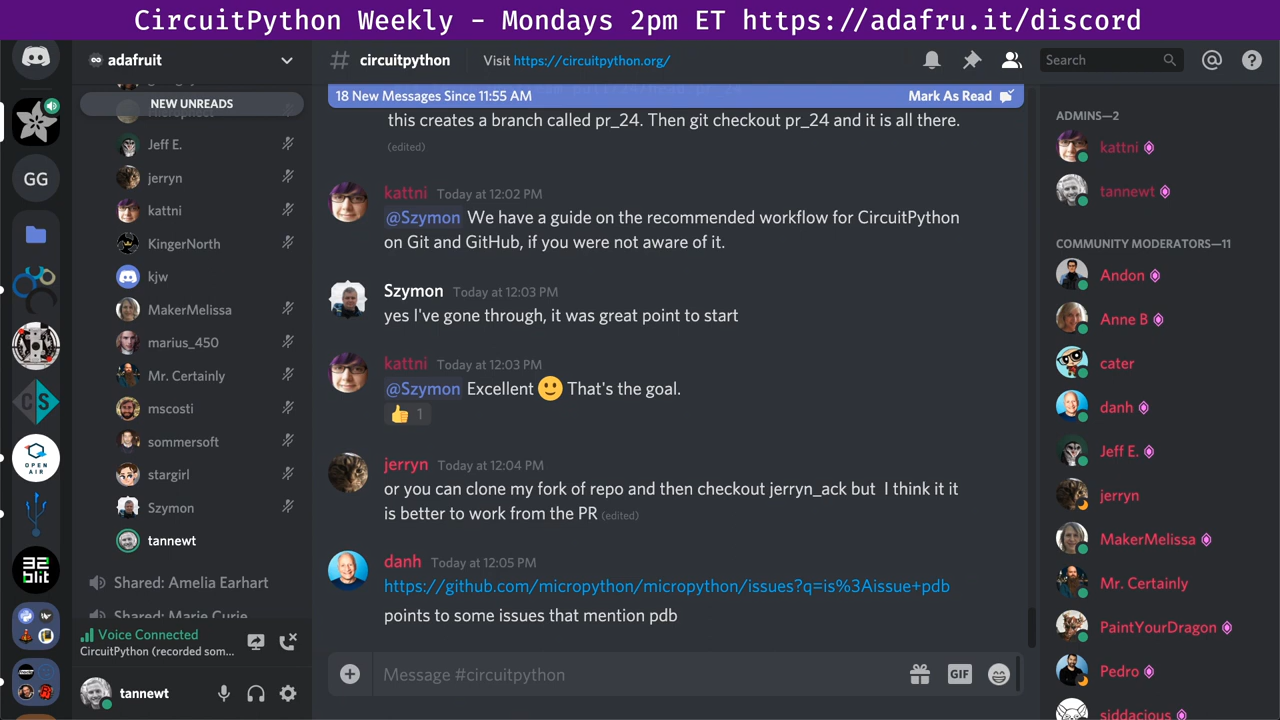 CircuitPython Weekly - Mondays 2pm ET https://adafru.it/discord
adafruit
NEW UNREADS
Jeff E.
jerryn
kattni
KingerNorth
kjw
MakerMelissa
marius_450
Mr. Certainly
mscosti
sommersoft
stargirl
Szymon
tannewt
Shared: Amelia Earhart
Shared: Marie Curie
Voice Connected
CircuitPython (recorded som...
tannewt
GG
CS
OPEN
AIR
32
blit
# circuitpython
Visit https://circuitpython.org/
Search
18 New Messages Since 11:55 AM
Mark As Read
this creates a branch called pr_24. Then git checkout pr_24 and it is all there.
(edited)
kattni Today at 12:02 PM
@Szymon We have a guide on the recommended workflow for CircuitPython
on Git and GitHub, if you were not aware of it.
Szymon Today at 12:03 PM
yes I've gone through, it was great point to start
kattni Today at 12:03 PM
@Szymon Excellent 🙂 That's the goal.
👍 1
jerryn Today at 12:04 PM
or you can clone my fork of repo and then checkout jerryn_ack but I think it it
is better to work from the PR (edited)
danh Today at 12:05 PM
https://github.com/micropython/micropython/issues?q=is%3Aissue+pdb
points to some issues that mention pdb
Message #circuitpython
GIF
ADMINS—2
kattni
tannewt
COMMUNITY MODERATORS—11
Andon
Anne B
cater
danh
Jeff E.
jerryn
MakerMelissa
Mr. Certainly
PaintYourDragon
Pedro
siddacious